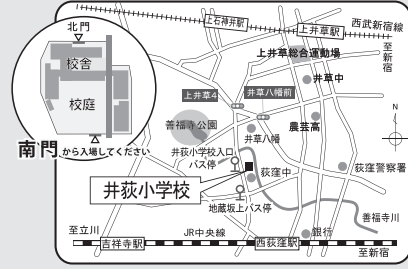 北門
校舎
校庭
南門から入場してください
上石神井駅
上井草駅
西武新宿線
至新宿
上井草総合運動場
井草中
上井草4
井草八幡前
農芸高
善福寺公園
井草八幡
N
井荻小学校入口
バス停
荻窪中
荻窪警察署
井荻小学校
地蔵坂上バス停
善福寺川
至立川
JR中央線
銀行
吉祥寺駅
西荻窪駅
至新宿